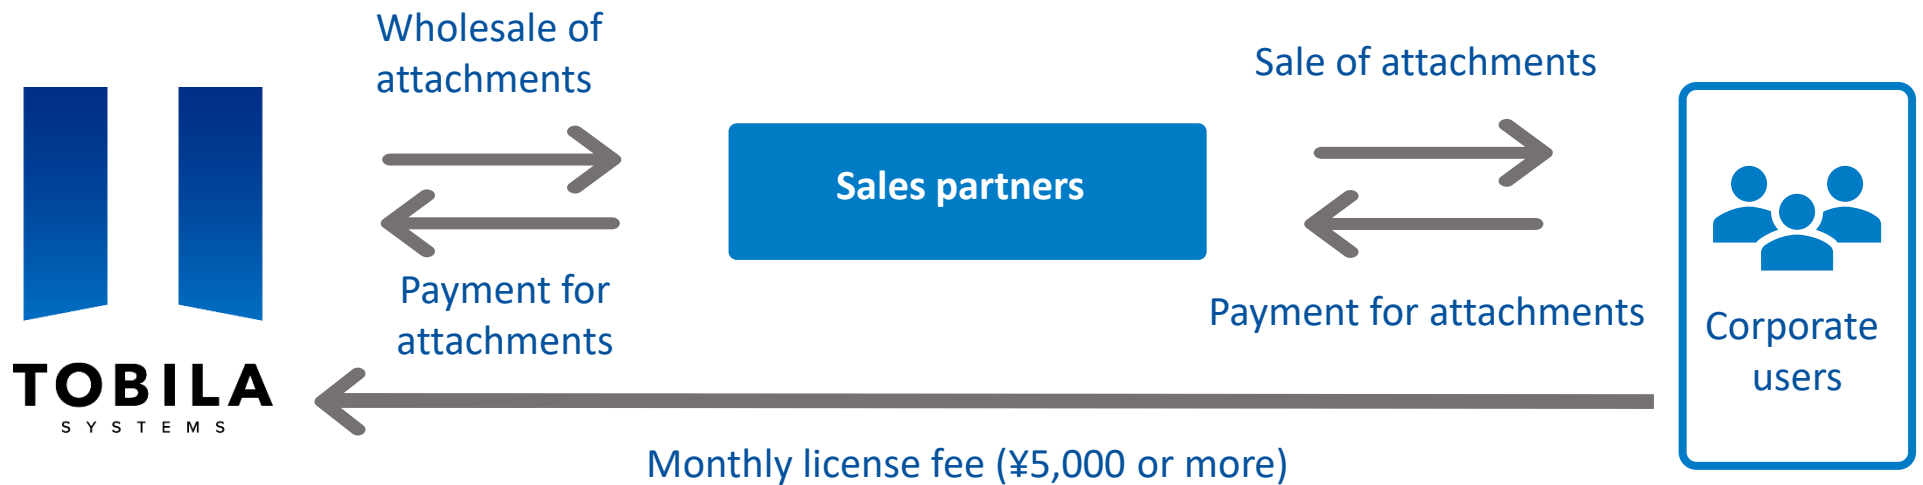 Wholesale of
attachments
Sale of attachments
Sales partners
Payment for
attachments
Payment for attachments
Corporate
users
TOBILA
SYSTEMS
Monthly license fee (¥5,000 or more)